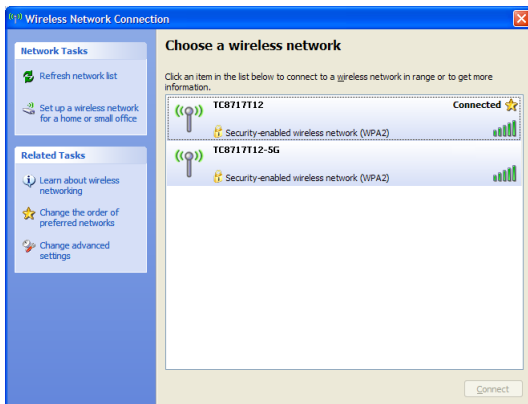 Wireless Network Connection
Network Tasks
Refresh network list
Set up a wireless network
for a home or small office
Related Tasks
Learn about wireless
networking
Change the order of
preferred networks
Change advanced
settings
Choose a wireless network
Click an item in the list below to connect to a wireless network in range or to get more
information.
TC8717T12 Connected
Security-enabled wireless network (WPA2)
TC8717T12-5G
Security-enabled wireless network (WPA2)
Connect